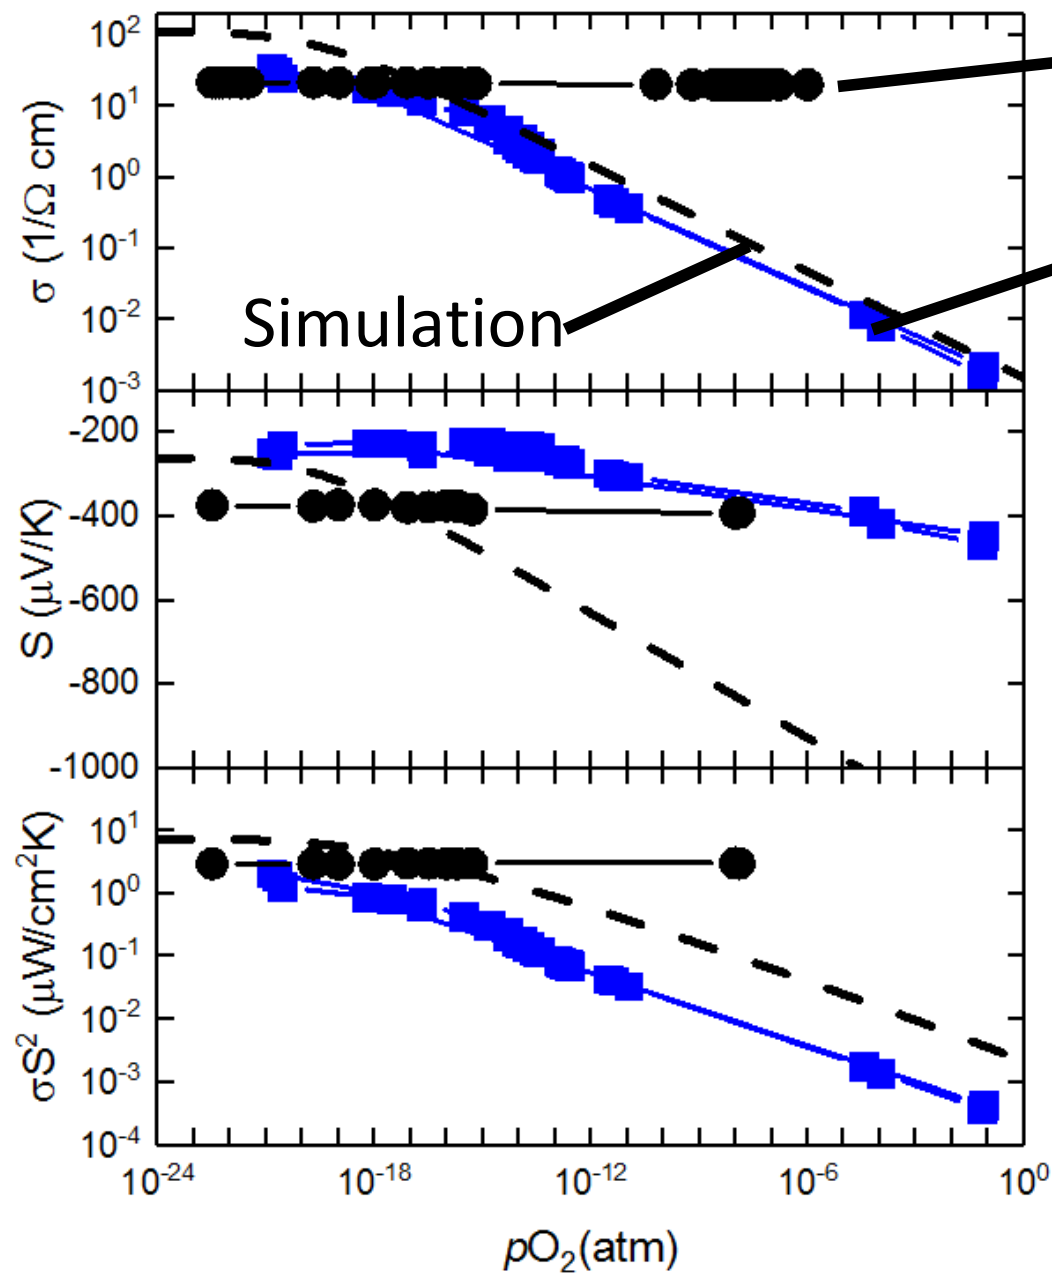 10²
10¹
10⁰
10⁻¹
10⁻²
10⁻³
σ (1/Ω cm)
Simulation
-200
-400
-600
-800
-1000
S (μV/K)
10¹
10⁰
10⁻¹
10⁻²
10⁻³
10⁻⁴
σS² (μW/cm²K)
10⁻²⁴ 10⁻¹⁸ 10⁻¹² 10⁻⁶ 10⁰
pO₂(atm)